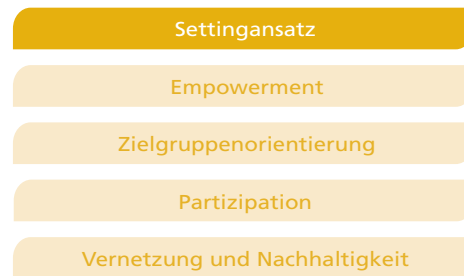 Settingansatz
Empowerment
Zielgruppenorientierung
Partizipation
Vernetzung und Nachhaltigkeit